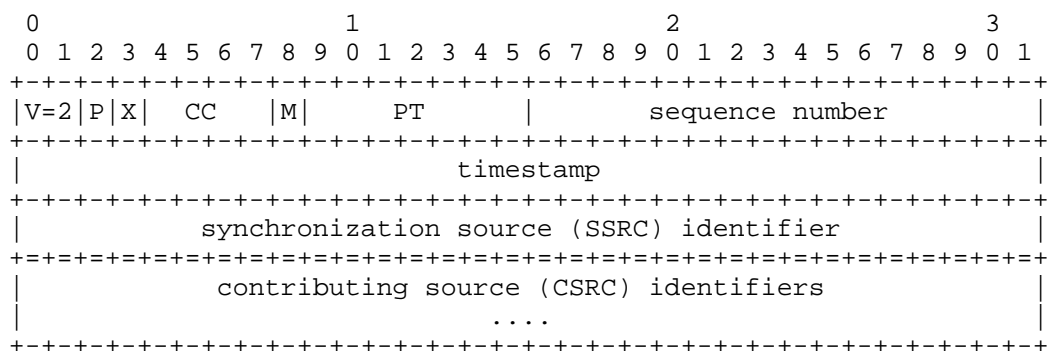 0                   1                   2                   3
 0 1 2 3 4 5 6 7 8 9 0 1 2 3 4 5 6 7 8 9 0 1 2 3 4 5 6 7 8 9 0 1
+-+-+-+-+-+-+-+-+-+-+-+-+-+-+-+-+-+-+-+-+-+-+-+-+-+-+-+-+-+-+-+-+
|V=2|P|X|  CC   |M|     PT      |       sequence number         |
+-+-+-+-+-+-+-+-+-+-+-+-+-+-+-+-+-+-+-+-+-+-+-+-+-+-+-+-+-+-+-+-+
|                           timestamp                           |
+-+-+-+-+-+-+-+-+-+-+-+-+-+-+-+-+-+-+-+-+-+-+-+-+-+-+-+-+-+-+-+-+
|           synchronization source (SSRC) identifier            |
+=+=+=+=+=+=+=+=+=+=+=+=+=+=+=+=+=+=+=+=+=+=+=+=+=+=+=+=+=+=+=+=+
|            contributing source (CSRC) identifiers             |
|                             ....                              |
+-+-+-+-+-+-+-+-+-+-+-+-+-+-+-+-+-+-+-+-+-+-+-+-+-+-+-+-+-+-+-+-+